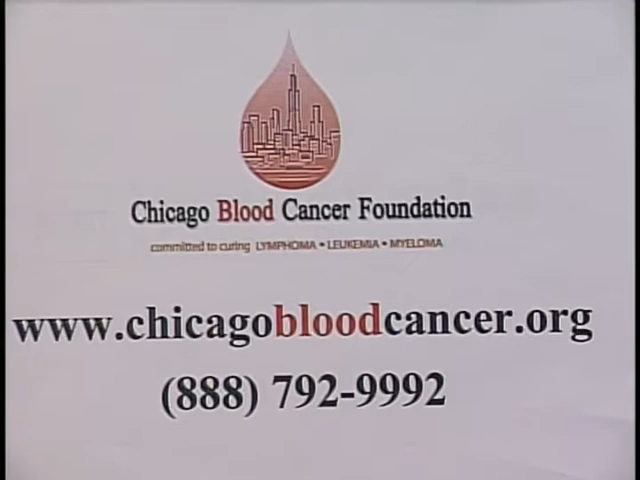 Chicago Blood Cancer Foundation
committed to curing LYMPHOMA • LEUKEMIA • MYELOMA
www.chicagobloodcancer.org
(888) 792-9992